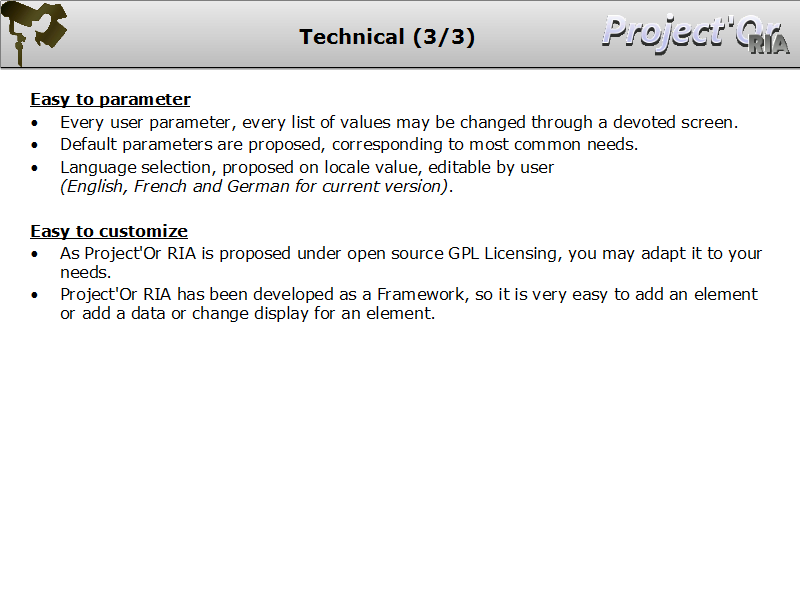 Technical (3/3)
Project'Or
RIA
Easy to parameter
• Every user parameter, every list of values may be changed through a devoted screen.
• Default parameters are proposed, corresponding to most common needs.
• Language selection, proposed on locale value, editable by user
(English, French and German for current version).
Easy to customize
• As Project'Or RIA is proposed under open source GPL Licensing, you may adapt it to your
needs.
• Project'Or RIA has been developed as a Framework, so it is very easy to add an element
or add a data or change display for an element.